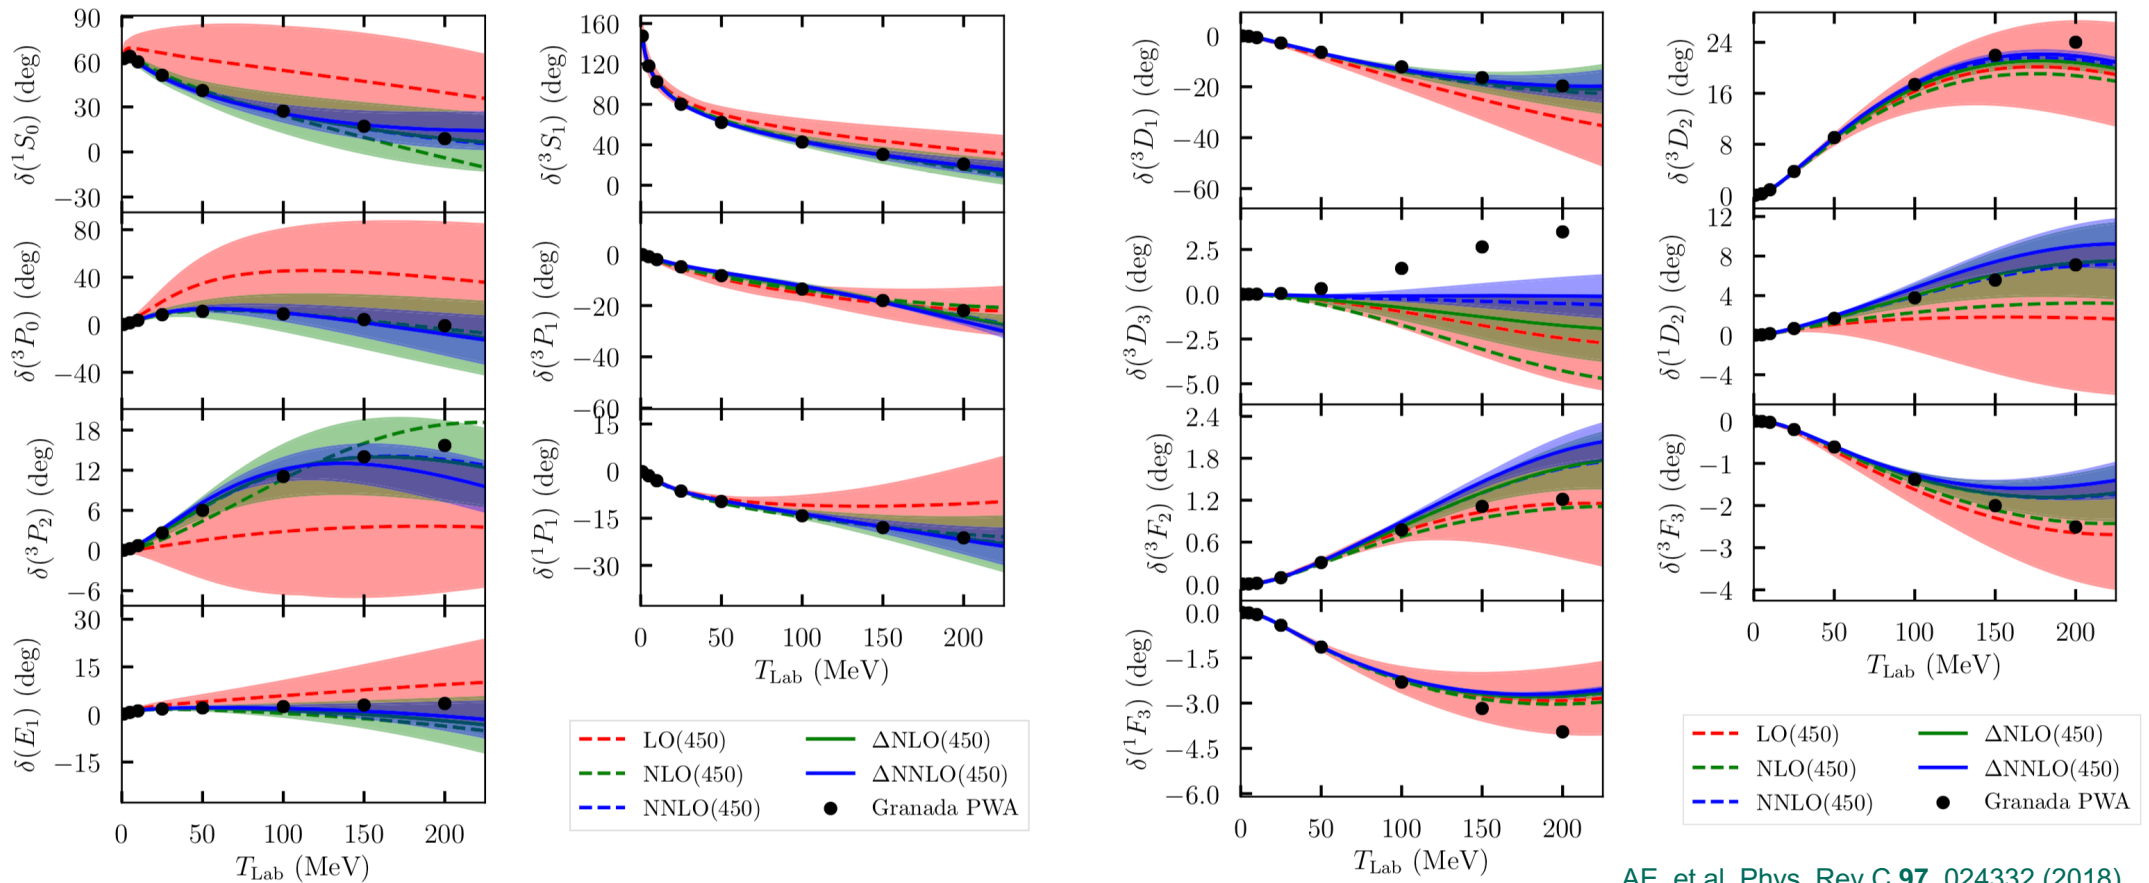 90
60
30
0
−30
δ(¹S₀) (deg)
80
40
0
−40
δ(³P₀) (deg)
18
12
6
0
−6
δ(³P₂) (deg)
30
15
0
−15
δ(E₁) (deg)
0 50 100 150 200
T_Lab (MeV)
160
120
80
40
0
δ(³S₁) (deg)
0
−20
−40
−60
δ(³P₁) (deg)
15
0
−15
−30
δ(¹P₁) (deg)
0 50 100 150 200
T_Lab (MeV)
LO(450) ΔNLO(450)
NLO(450) ΔNNLO(450)
NNLO(450) Granada PWA
0
−20
−40
−60
δ(³D₁) (deg)
2.5
0.0
−2.5
−5.0
δ(³D₃) (deg)
2.4
1.8
1.2
0.6
0.0
δ(³F₂) (deg)
0.0
−1.5
−3.0
−4.5
−6.0
δ(¹F₃) (deg)
0 50 100 150 200
T_Lab (MeV)
24
16
8
0
δ(³D₂) (deg)
12
8
4
0
−4
δ(¹D₂) (deg)
0
−1
−2
−3
−4
δ(³F₃) (deg)
0 50 100 150 200
T_Lab (MeV)
LO(450) ΔNLO(450)
NLO(450) ΔNNLO(450)
NNLO(450) Granada PWA
AE, et al. Phys. Rev C 97, 024332 (2018)